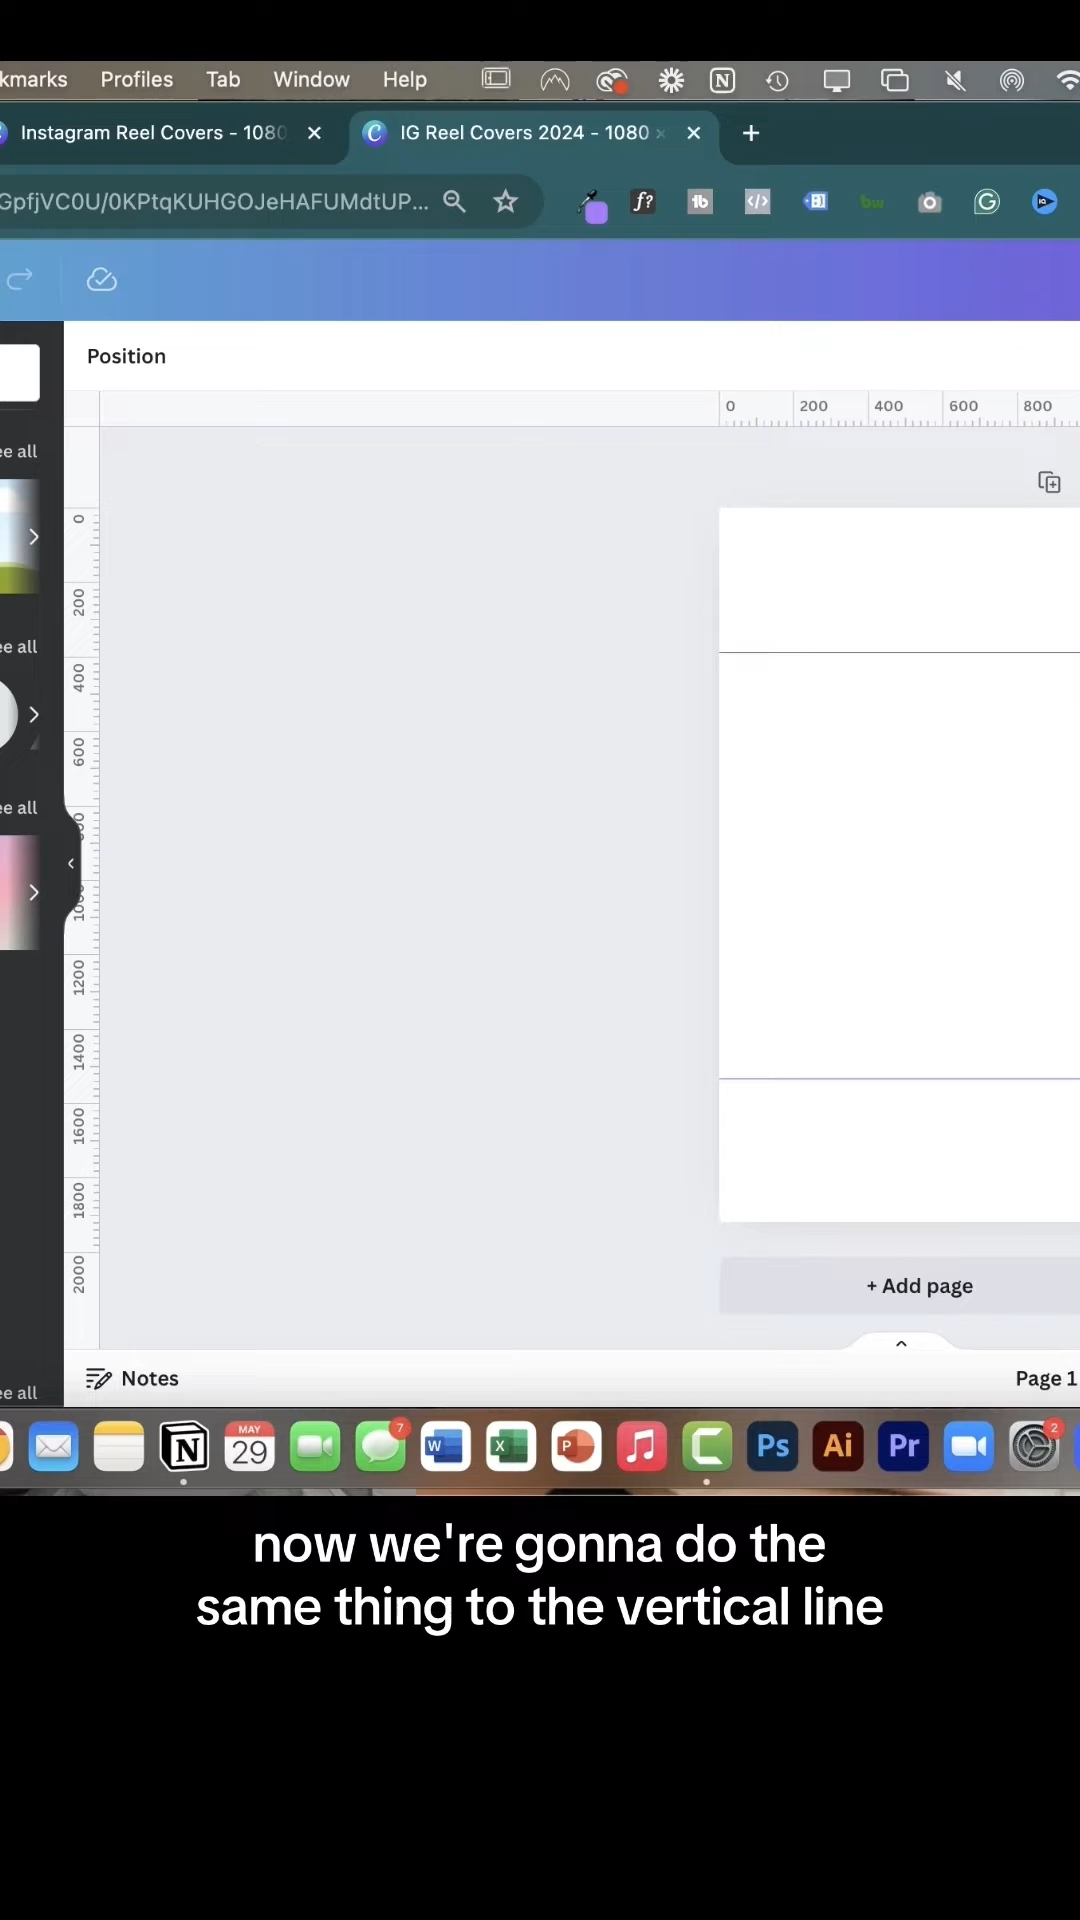 kmarks Profiles Tab Window Help
Instagram Reel Covers - 1080
IG Reel Covers 2024 - 1080
GpfjVC0U/0KPtqKUHGOJeHAFUMdtUP...
Position
0 200 400 600 800
ee all
0
200
ee all
400
600
ee all
1200
1400
1600
1800
2000
+ Add page
Notes
Page 1
ee all
MAY
29
7
W
X
P
Ps
Ai
Pr
2
now we're gonna do the
same thing to the vertical line